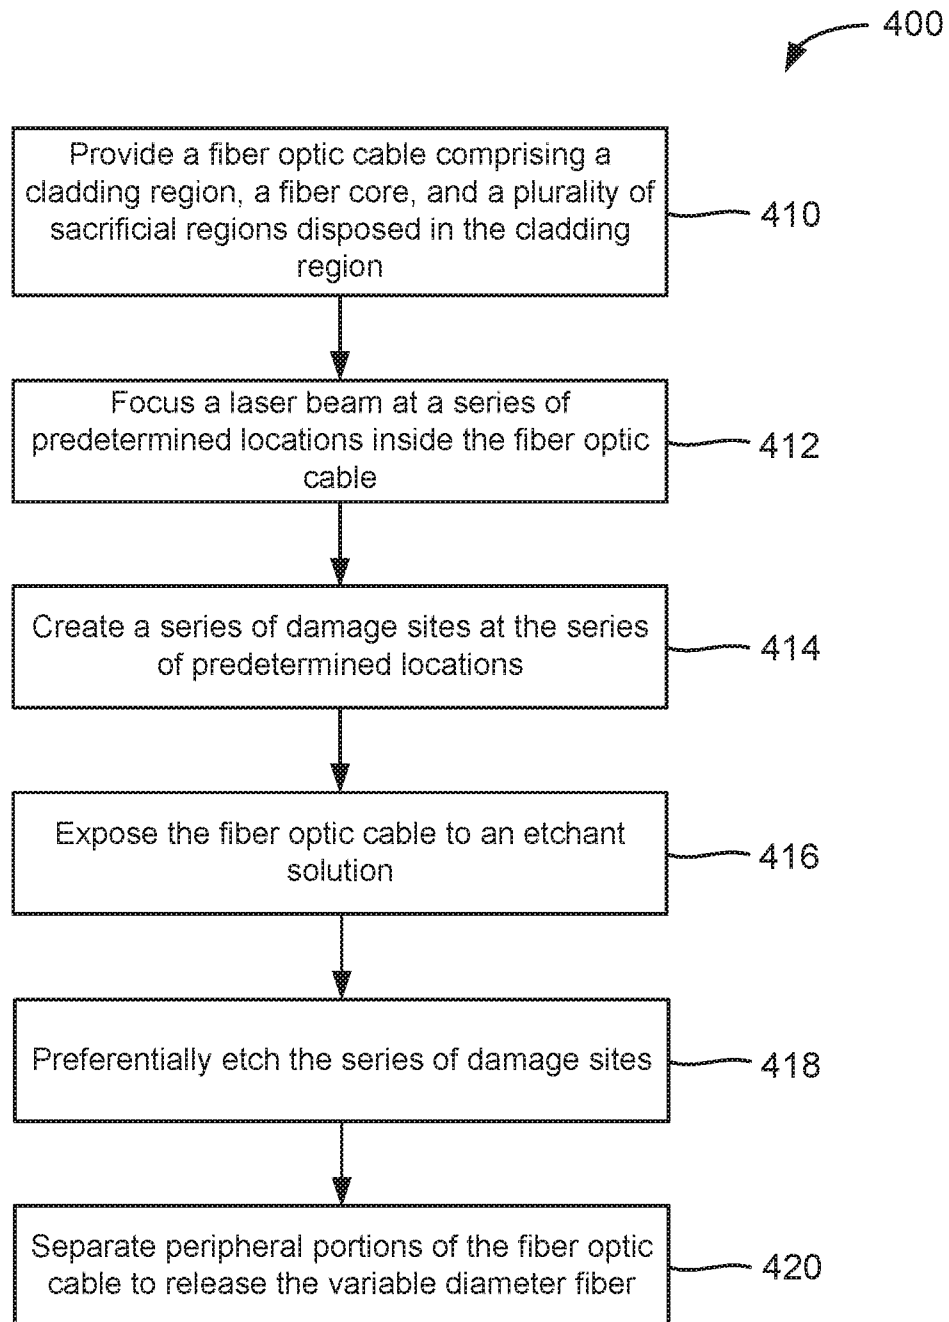 400
Provide a fiber optic cable comprising a
cladding region, a fiber core, and a plurality of
sacrificial regions disposed in the cladding
region
410
Focus a laser beam at a series of
predetermined locations inside the fiber optic
cable
412
Create a series of damage sites at the series
of predetermined locations
414
Expose the fiber optic cable to an etchant
solution
416
Preferentially etch the series of damage sites
418
Separate peripheral portions of the fiber optic
cable to release the variable diameter fiber
420